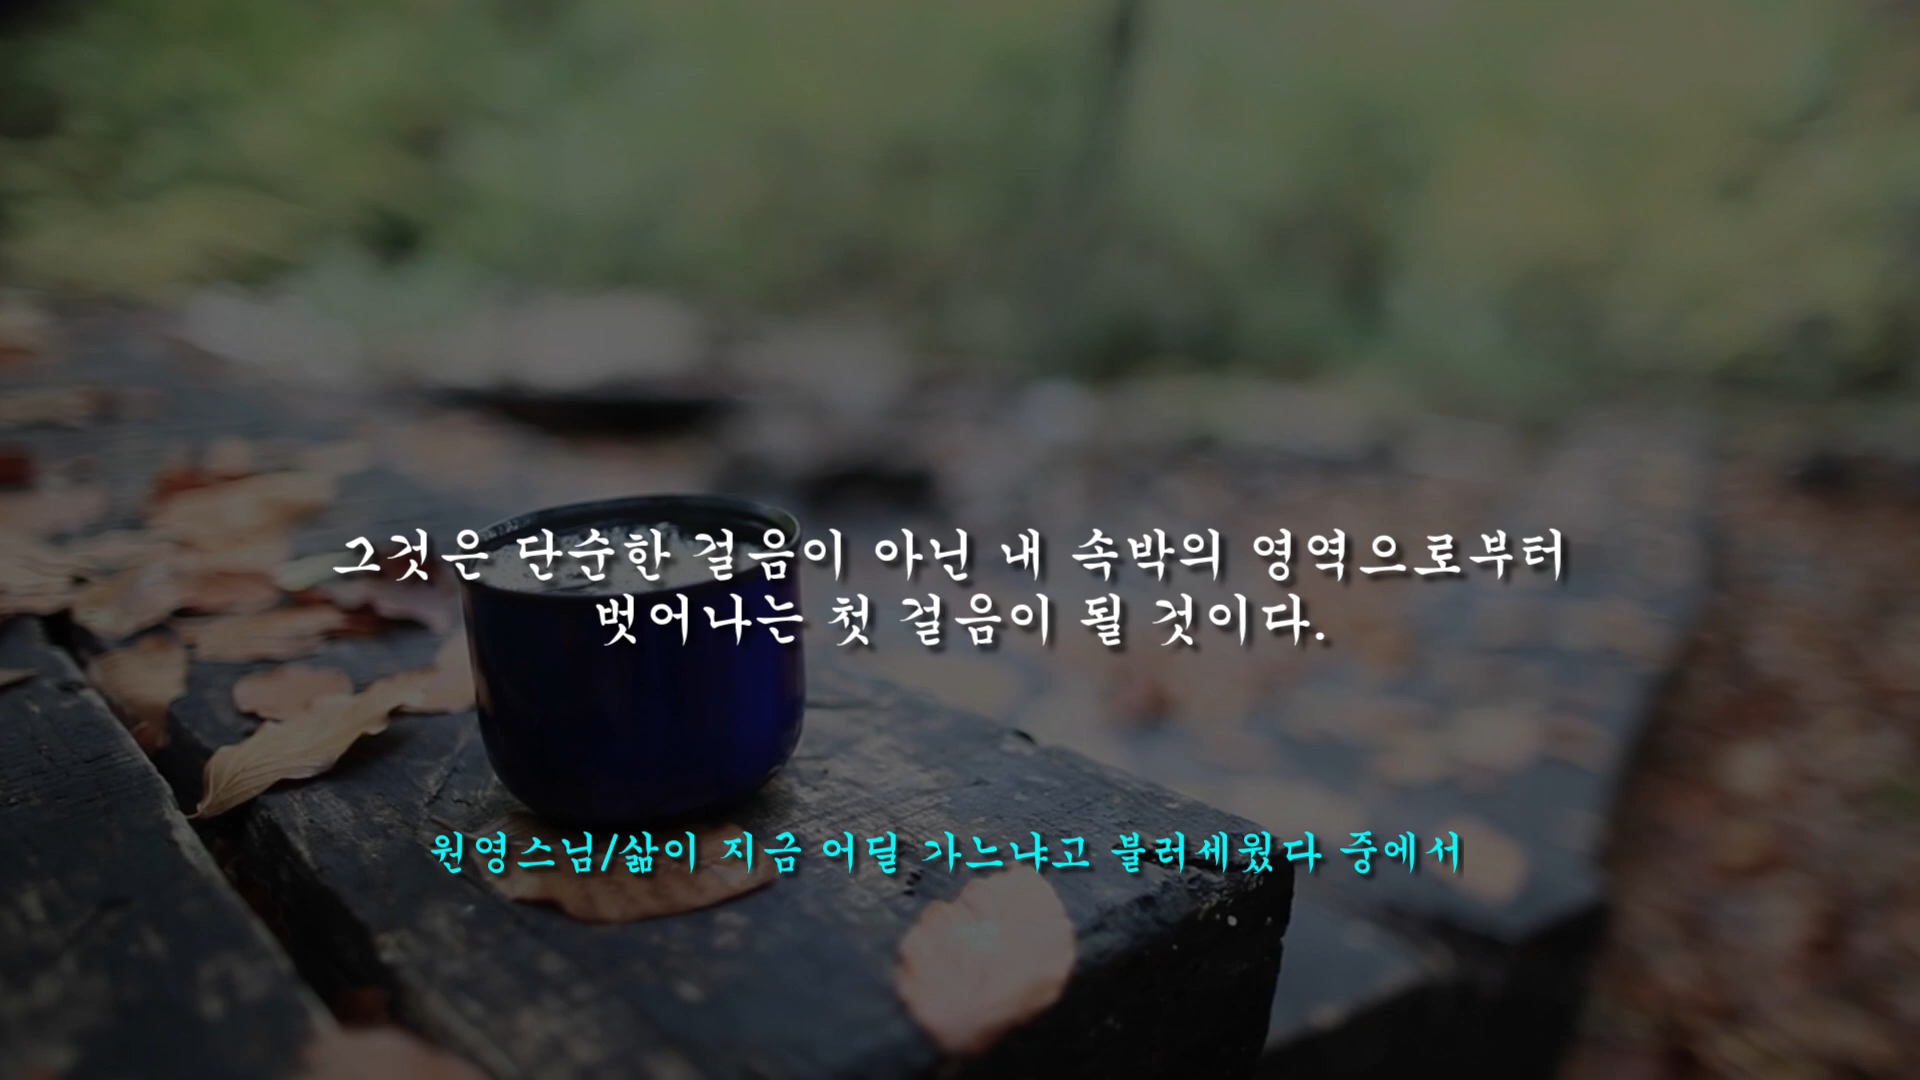 그것은 단순한 걸음이 아닌 내 속박의 영역으로부터
벗어나는 첫 걸음이 될 것이다.
원영스님/삶이 지금 어딜 가느냐고 불러세웠다 중에서